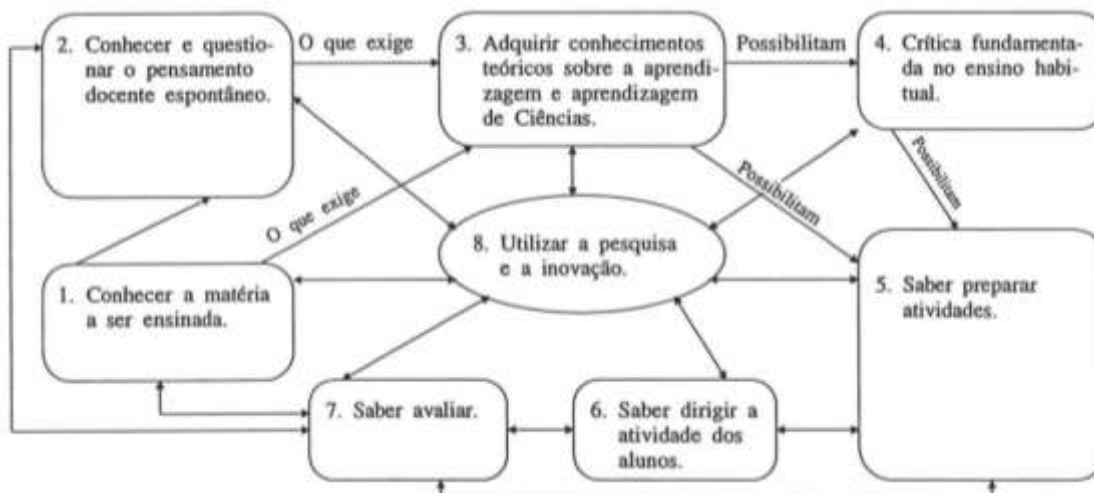 2. Conhecer e questio-
nar o pensamento
docente espontâneo.
O que exige
3. Adquirir conhecimentos
teóricos sobre a aprendi-
zagem e aprendizagem
de Ciências.
Possibilitam
4. Crítica fundamenta-
da no ensino habi-
tual.
O que exige
Possibilitam
Possibilitam
8. Utilizar a pesquisa
e a inovação.
1. Conhecer a matéria
a ser ensinada.
5. Saber preparar
atividades.
7. Saber avaliar.
6. Saber dirigir a
atividade dos
alunos.